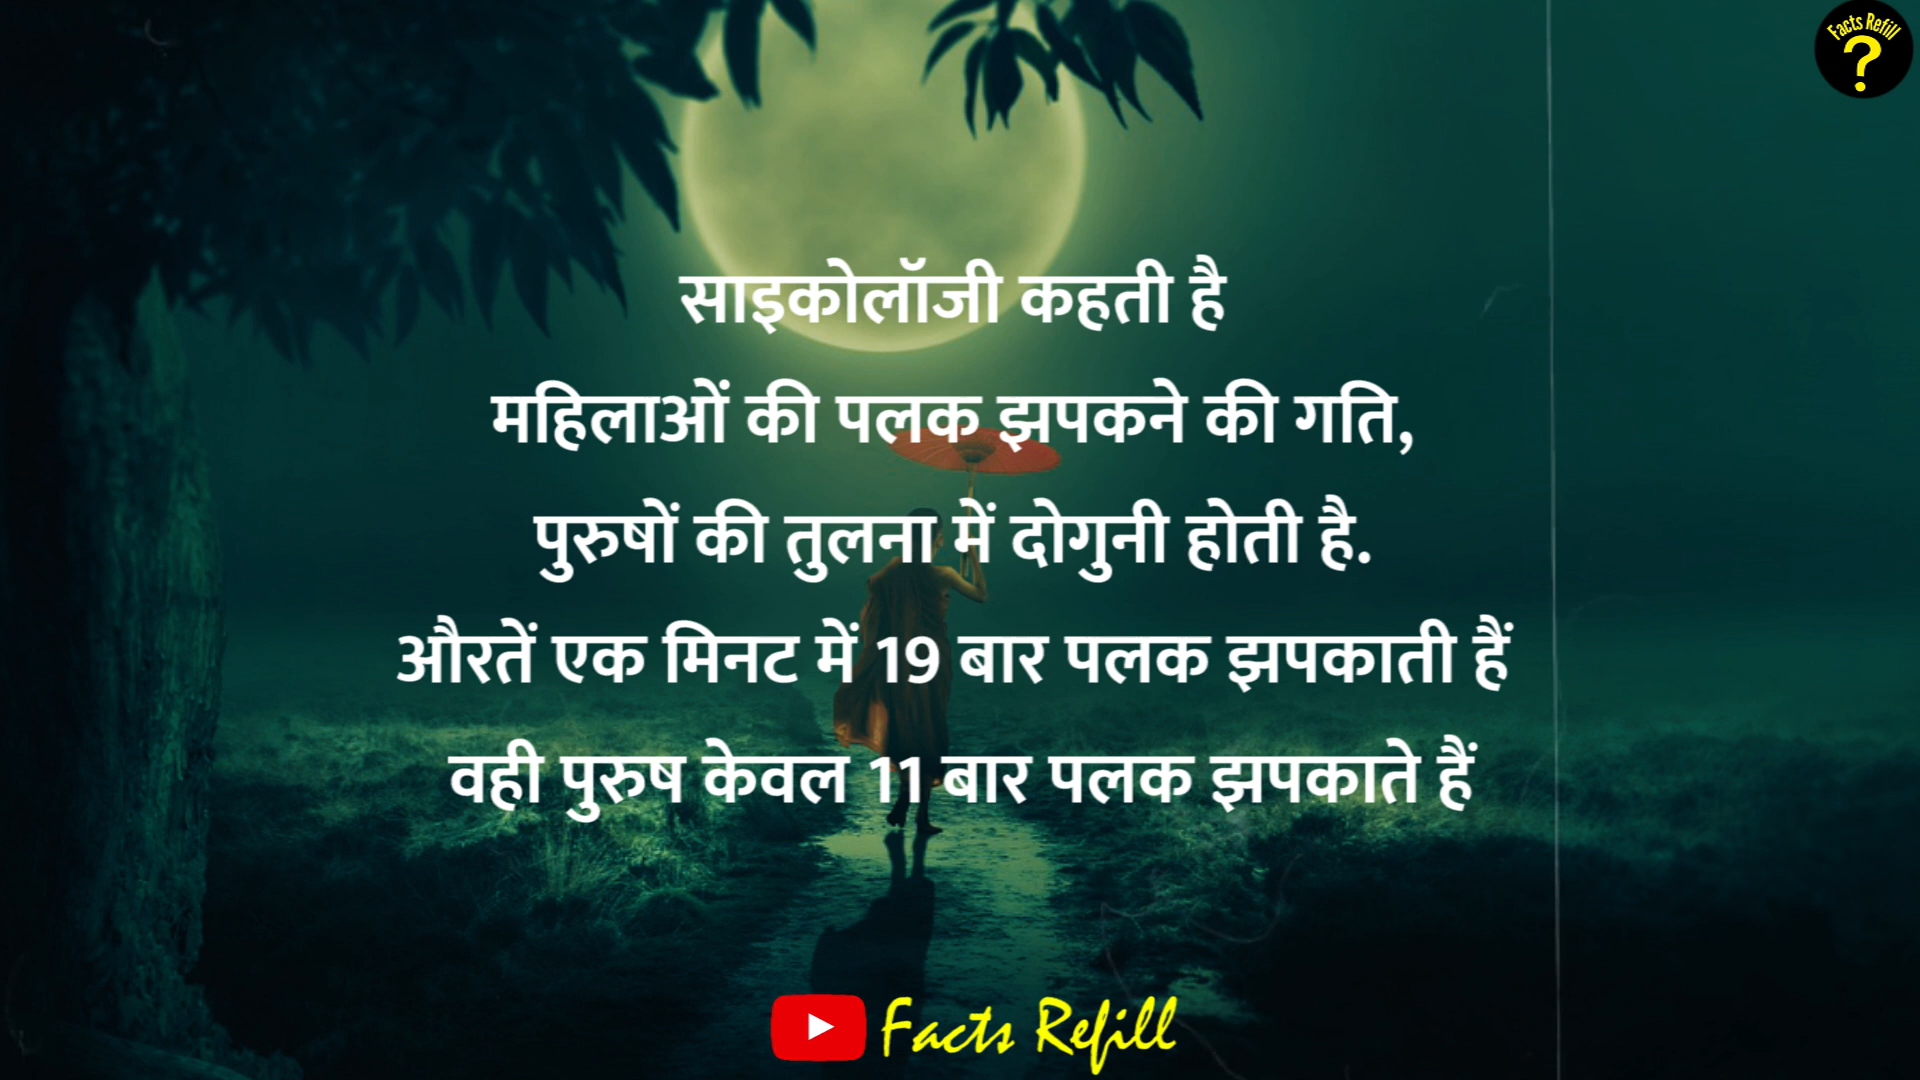 Facts Refill
?
साइकोलॉजी कहती है
महिलाओं की पलक झपकने की गति,
पुरुषों की तुलना में दोगुनी होती है.
औरतें एक मिनट में 19 बार पलक झपकाती हैं
वही पुरुष केवल 11 बार पलक झपकाते हैं
Facts Refill